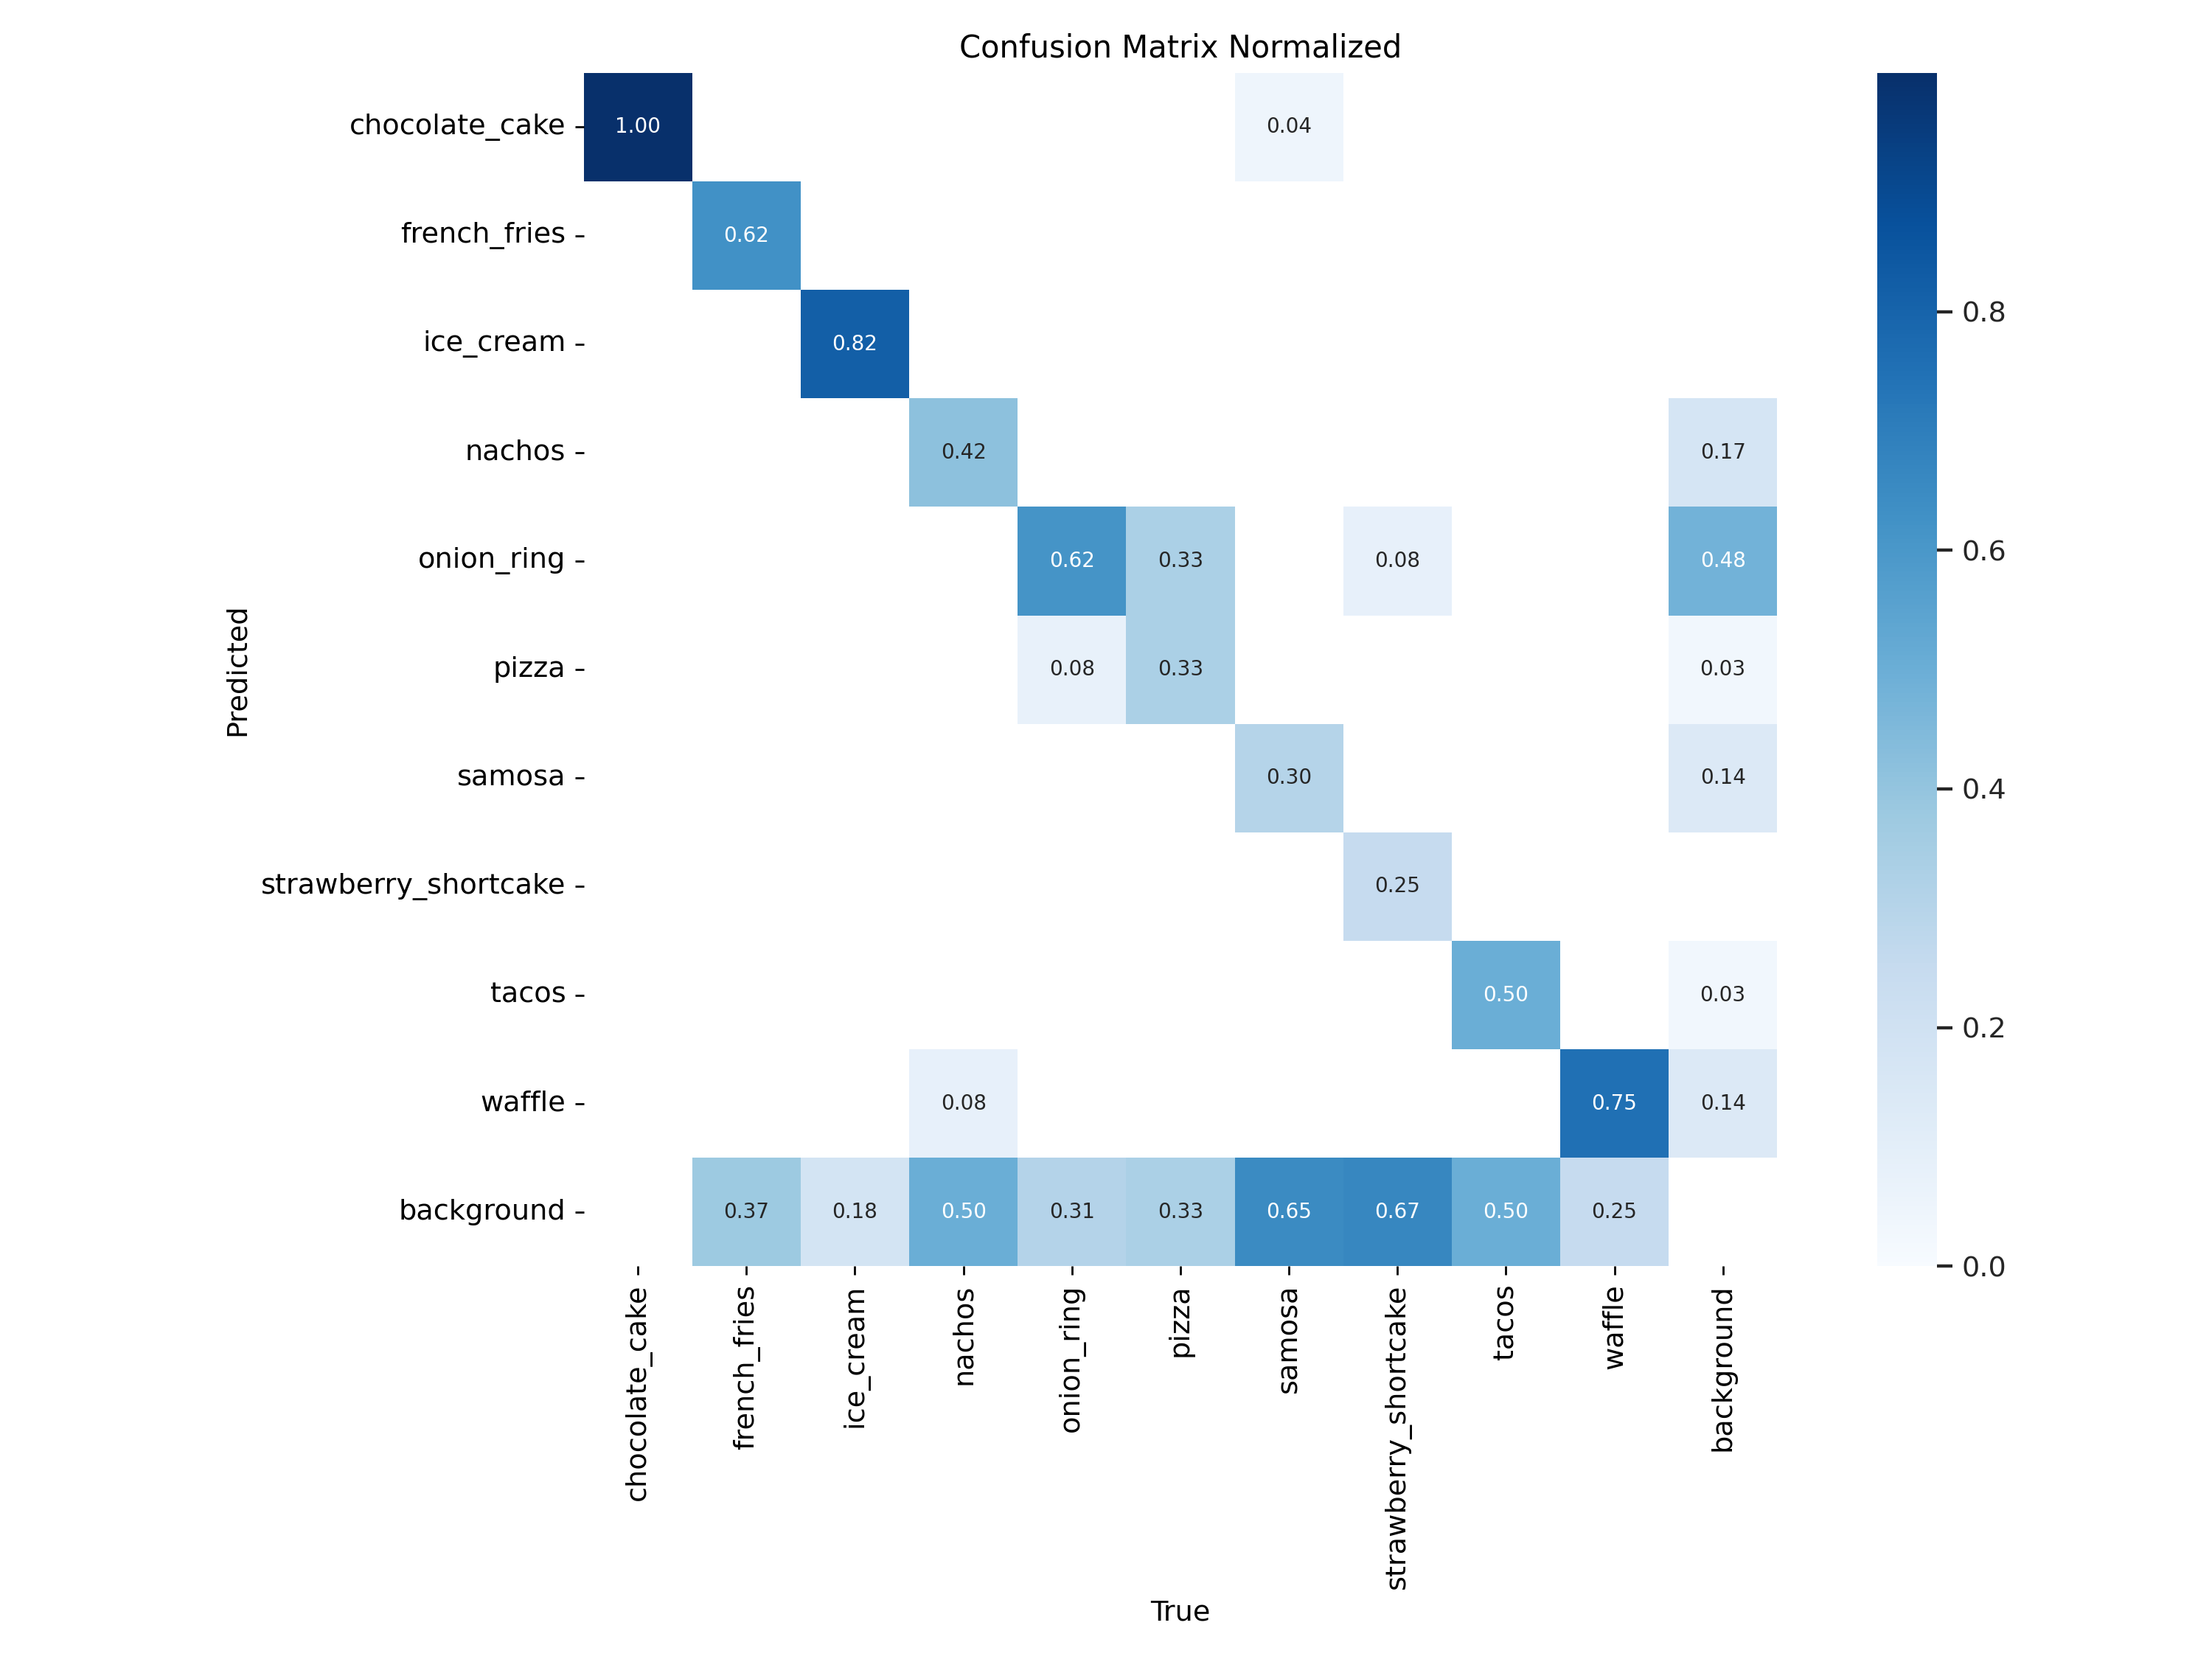 Confusion Matrix Normalized
chocolate_cake 1.00 0.04
french_fries 0.62
ice_cream 0.82 0.8
nachos 0.42 0.17
onion_ring 0.62 0.33 0.08 0.48 0.6
pizza 0.08 0.33 0.03
Predicted
samosa 0.30 0.14 0.4
strawberry_shortcake 0.25
tacos 0.50 0.03 0.2
waffle 0.08 0.75 0.14
background 0.37 0.18 0.50 0.31 0.33 0.65 0.67 0.50 0.25 0.0
chocolate_cake french_fries ice_cream nachos onion_ring pizza samosa strawberry_shortcake tacos waffle background
True